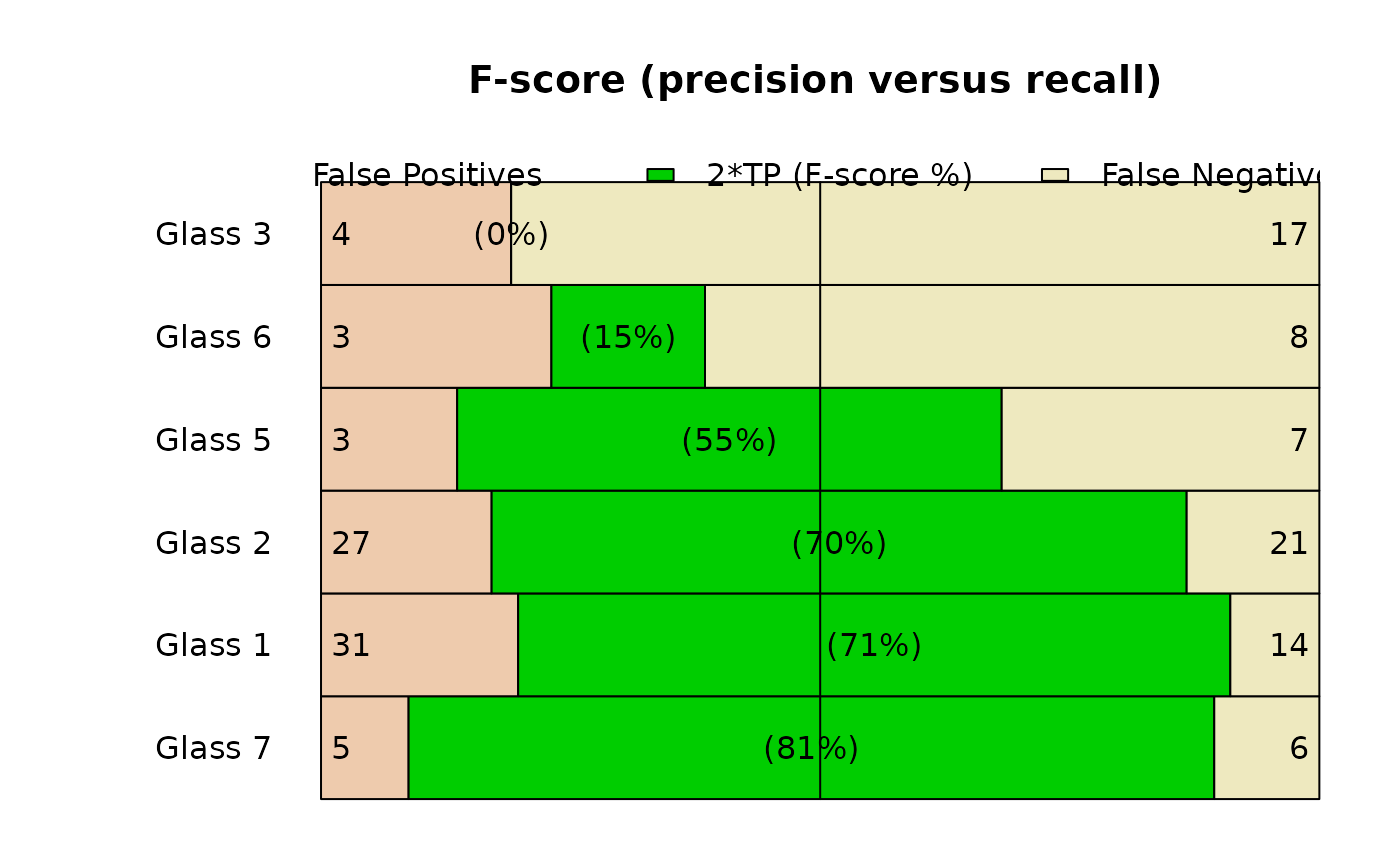 F-score (precision versus recall)
False Positives 2*TP (F-score %) False Negativ
Glass 3 4 (0%) 17
Glass 6 3 (15%) 8
Glass 5 3 (55%) 7
Glass 2 27 (70%) 21
Glass 1 31 (71%) 14
Glass 7 5 (81%) 6